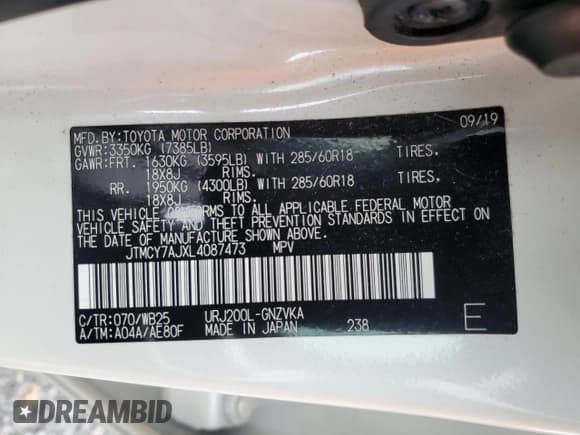 MFD.BY:TOYOTA MOTOR CORPORATION 09/19
GVWR:3350KG (7385LB)
GAWR:FRT. 1630KG (3595LB) WITH 285/60R18 TIRES.
18X8J RIMS.
RR. 1950KG (4300LB) WITH 285/60R18 TIRES.
18X8J RIMS.
THIS VEHICLE CONFORMS TO ALL APPLICABLE FEDERAL MOTOR
VEHICLE SAFETY AND THEFT PREVENTION STANDARDS IN EFFECT ON
THE DATE OF MANUFACTURE SHOWN ABOVE.
JTMCY7AJXL4087473 MPV
C/TR:070/WB25 URJ200L-GNZVKA
A/TM:A04A/AE80F MADE IN JAPAN 238 E
DREAMBID